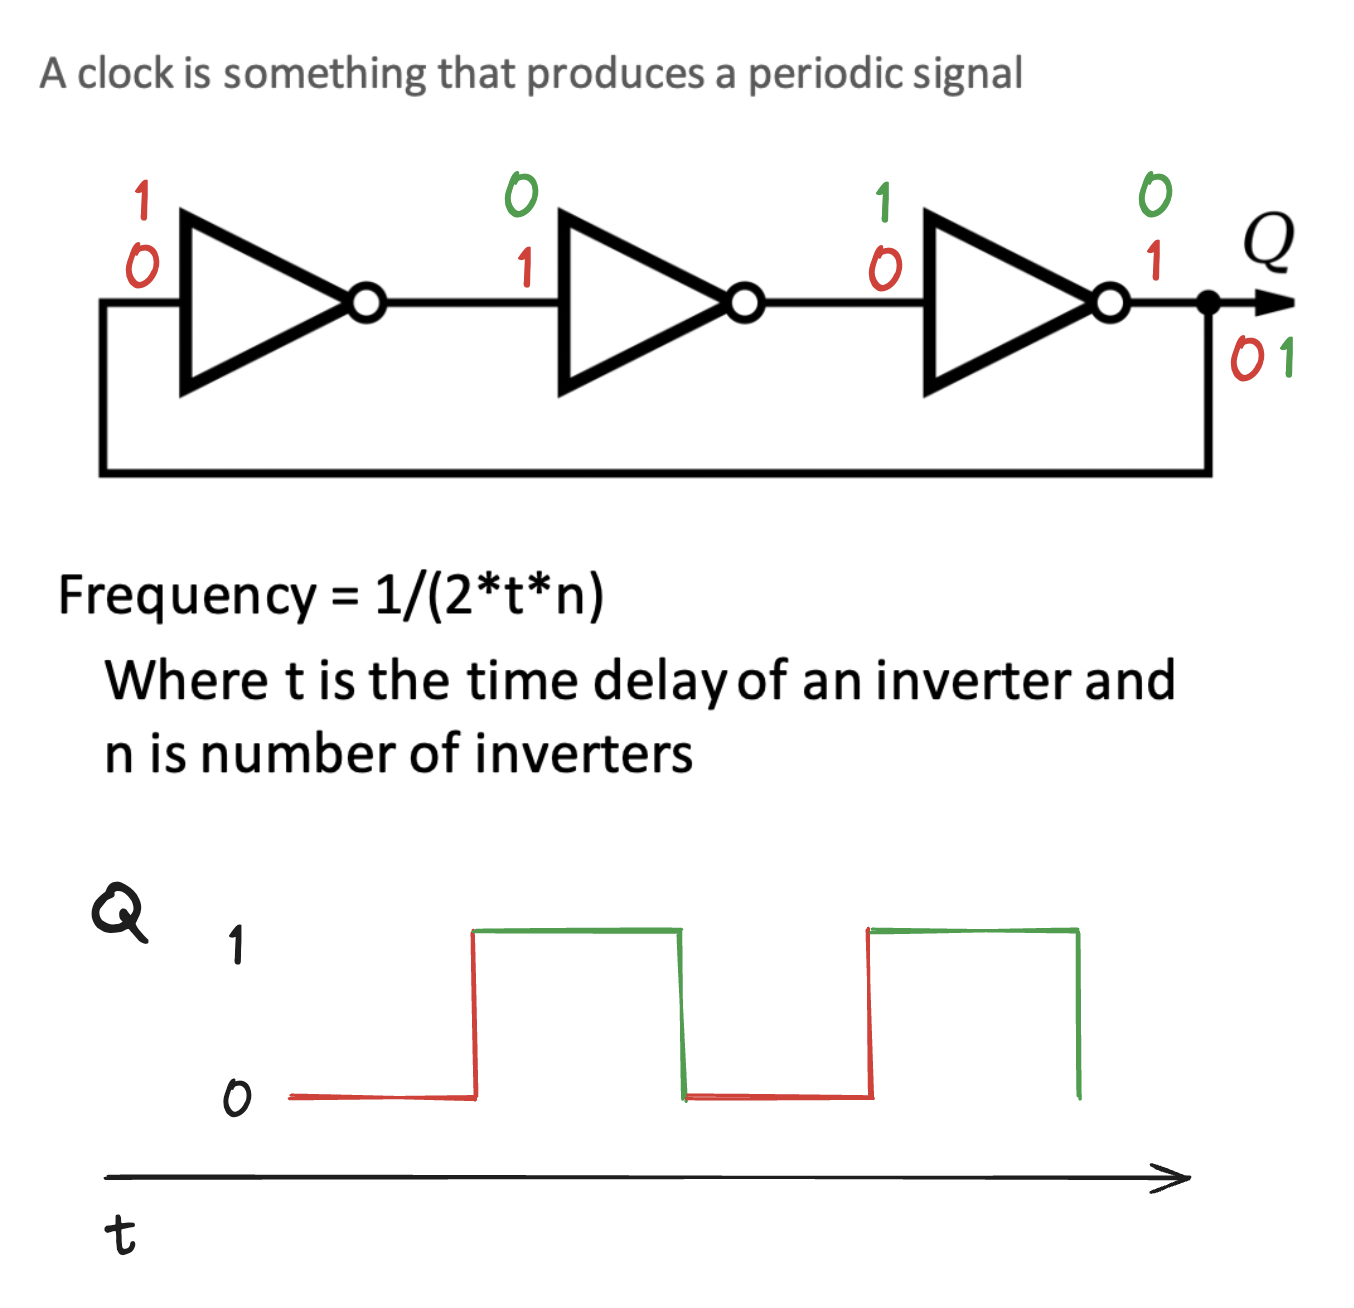 A clock is something that produces a periodic signal
1 0 1 0 Q
0 1 0 1
0 1
Frequency = 1/(2*t*n)
Where t is the time delay of an inverter and
n is number of inverters
Q
1
0
t